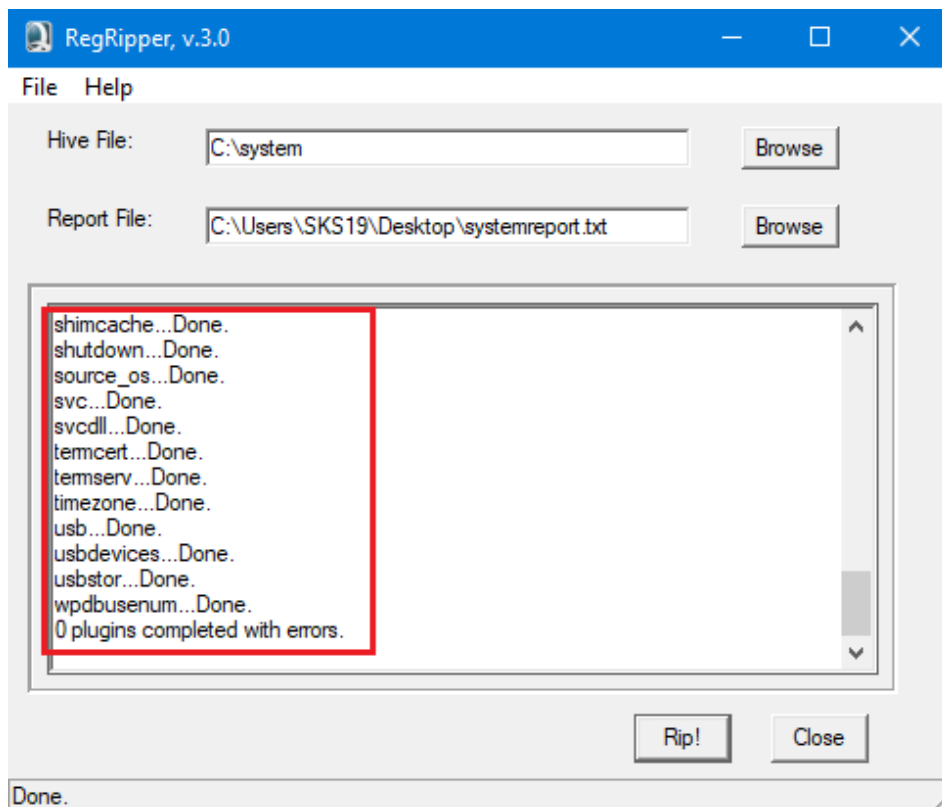 RegRipper, v.3.0
File Help
Hive File: C:\system Browse
Report File: C:\Users\SKS19\Desktop\systemreport.txt Browse
shimcache...Done.
shutdown...Done.
source_os...Done.
svc...Done.
svcdll...Done.
termcert...Done.
termserv...Done.
timezone...Done.
usb...Done.
usbdevices...Done.
usbstor...Done.
wpdbusenum...Done.
0 plugins completed with errors.
Rip! Close
Done.